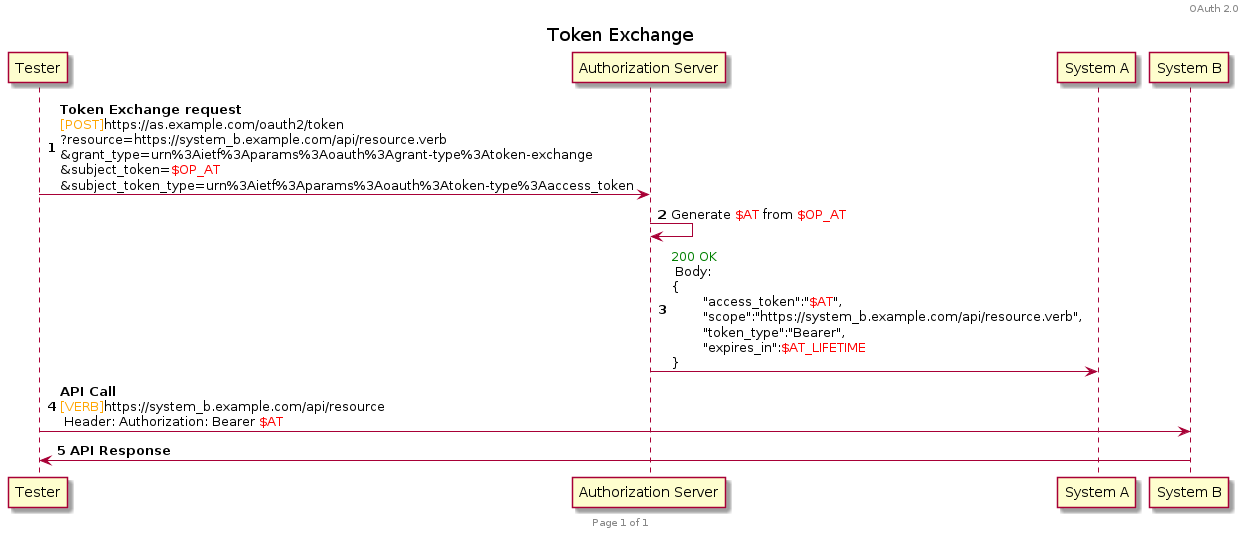 OAuth 2.0
Token Exchange
Tester
Authorization Server
System A
System B
Token Exchange request
[POST]https://as.example.com/oauth2/token
?resource=https://system_b.example.com/api/resource.verb
1
&grant_type=urn%3Aietf%3Aparams%3Aoauth%3Agrant-type%3Atoken-exchange
&subject_token=$OP_AT
&subject_token_type=urn%3Aietf%3Aparams%3Aoauth%3Atoken-type%3Aaccess_token
2 Generate $AT from $OP_AT
200 OK
Body:
{
"access_token":"$AT",
3
"scope":"https://system_b.example.com/api/resource.verb",
"token_type":"Bearer",
"expires_in":$AT_LIFETIME
}
API Call
4 [VERB]https://system_b.example.com/api/resource
Header: Authorization: Bearer $AT
5 API Response
Tester
Authorization Server
System A
System B
Page 1 of 1